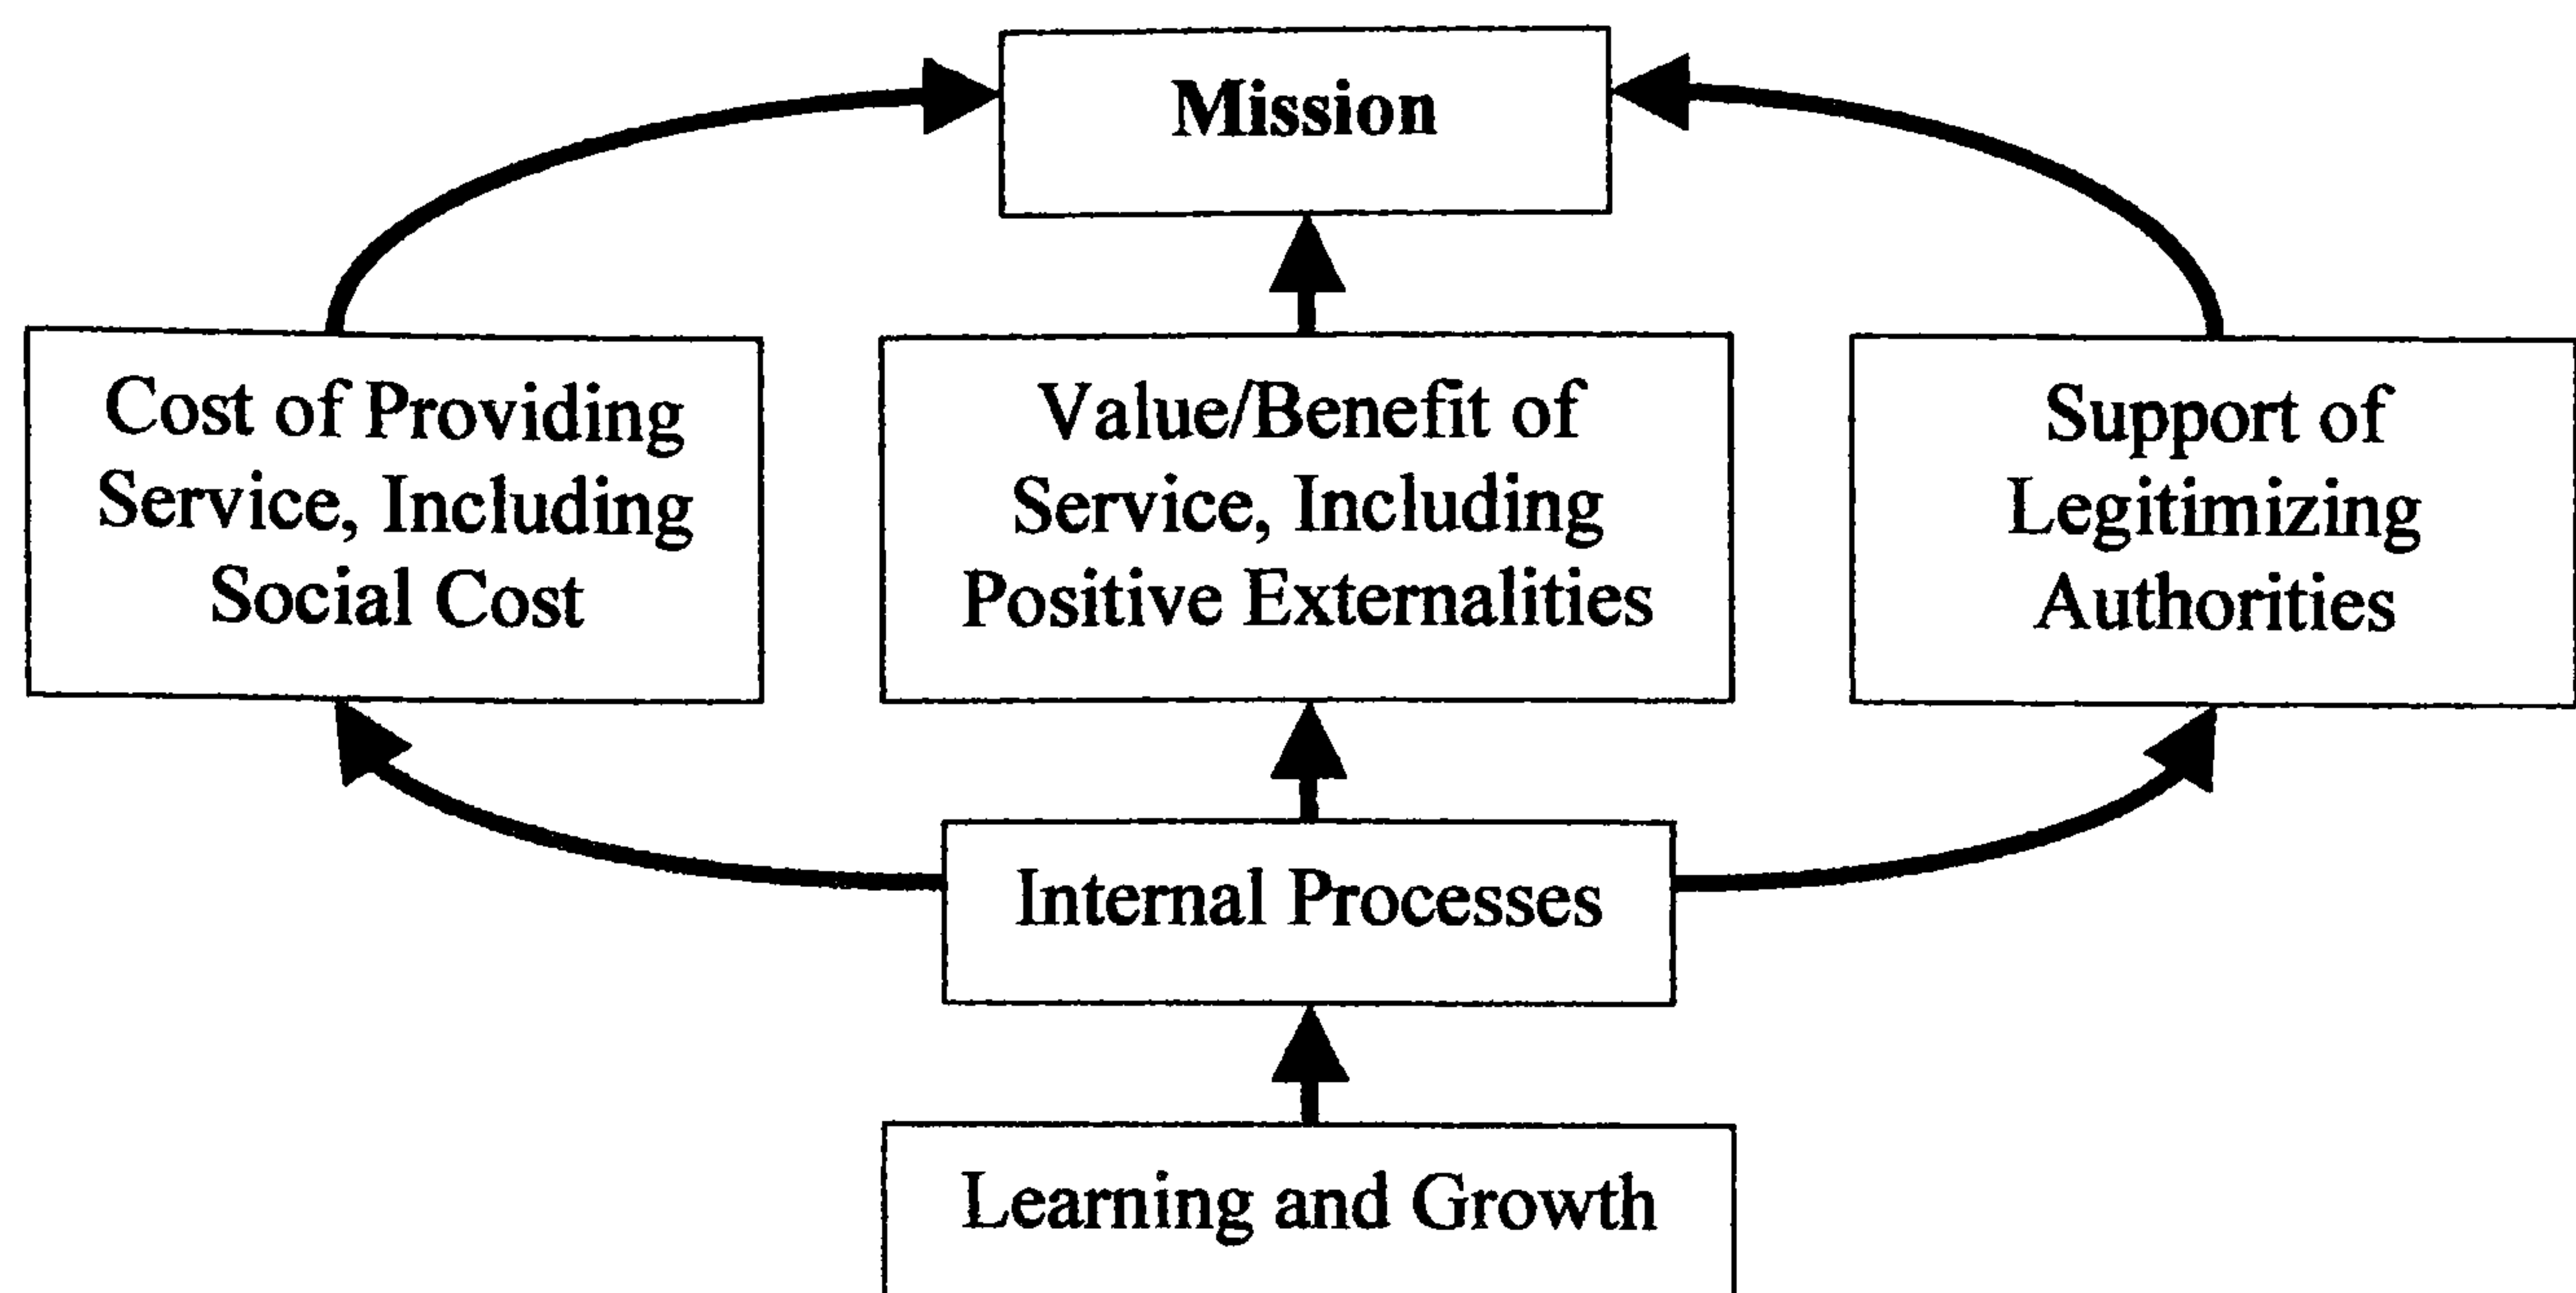 Mission
Cost of Providing
Service, Including
Social Cost
Value/Benefit of
Service, Including
Positive Externalities
Support of
Legitimizing
Authorities
Internal Processes
Learning and Growth